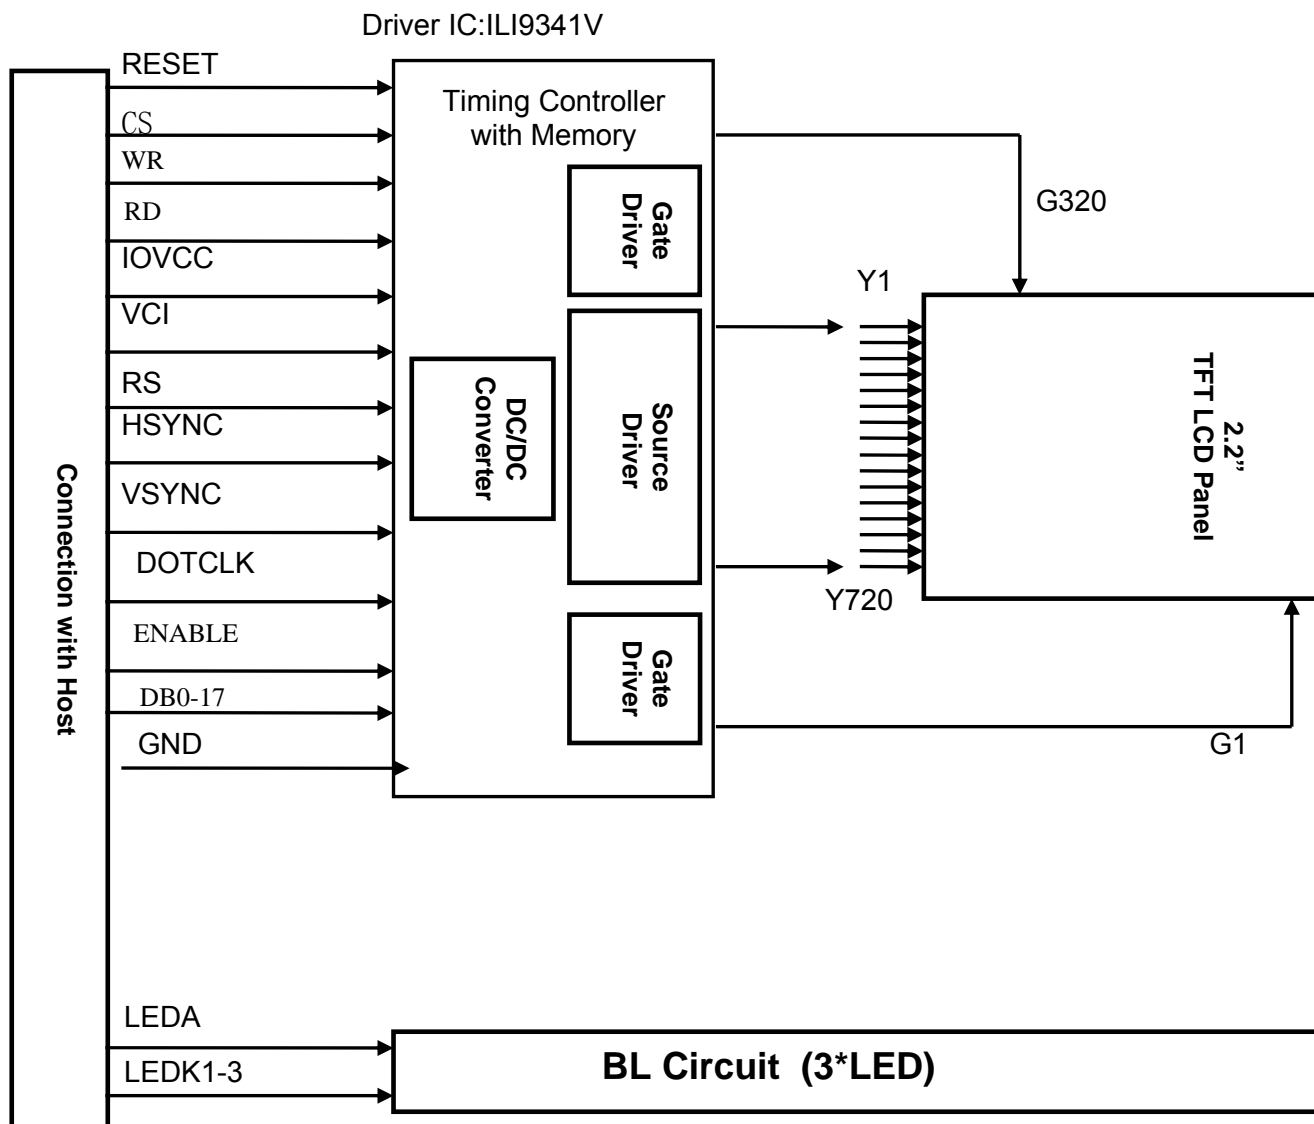 Driver IC:ILI9341V
RESET
CS
WR
RD
IOVCC
VCI
RS
HSYNC
VSYNC
DOTCLK
ENABLE
DB0-17
GND
Connection with Host
Timing Controller
with Memory
Gate
Driver
DC/DC
Converter
Source
Driver
Gate
Driver
G320
Y1
Y720
G1
2.2”
TFT LCD Panel
LEDA
LEDK1-3
BL Circuit (3*LED)